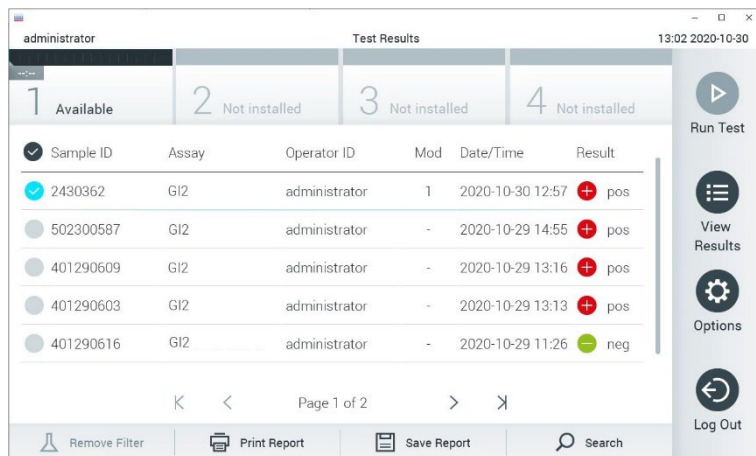 administrator Test Results 13:02 2020-10-30
--:--
1 Available 2 Not installed 3 Not installed 4 Not installed
Run Test
Sample ID Assay Operator ID Mod Date/Time Result
2430362 GI2 administrator 1 2020-10-30 12:57 pos
502300587 GI2 administrator - 2020-10-29 14:55 pos
View
Results
401290609 GI2 administrator - 2020-10-29 13:16 pos
401290603 GI2 administrator - 2020-10-29 13:13 pos
Options
401290616 GI2 administrator - 2020-10-29 11:26 neg
Page 1 of 2
Log Out
Remove Filter Print Report Save Report Search